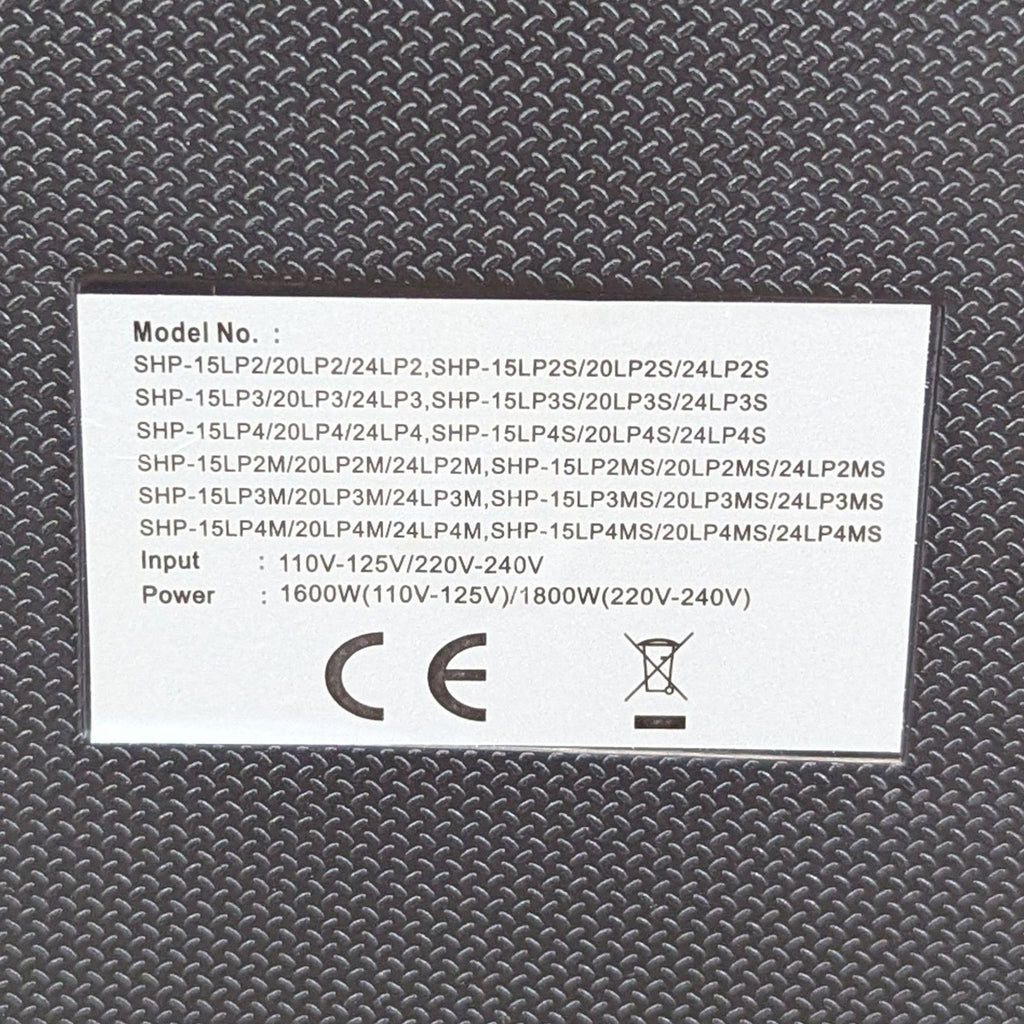 Model No. :
SHP-15LP2/20LP2/24LP2,SHP-15LP2S/20LP2S/24LP2S
SHP-15LP3/20LP3/24LP3,SHP-15LP3S/20LP3S/24LP3S
SHP-15LP4/20LP4/24LP4,SHP-15LP4S/20LP4S/24LP4S
SHP-15LP2M/20LP2M/24LP2M,SHP-15LP2MS/20LP2MS/24LP2MS
SHP-15LP3M/20LP3M/24LP3M,SHP-15LP3MS/20LP3MS/24LP3MS
SHP-15LP4M/20LP4M/24LP4M,SHP-15LP4MS/20LP4MS/24LP4MS
Input : 110V-125V/220V-240V
Power : 1600W(110V-125V)/1800W(220V-240V)
CE